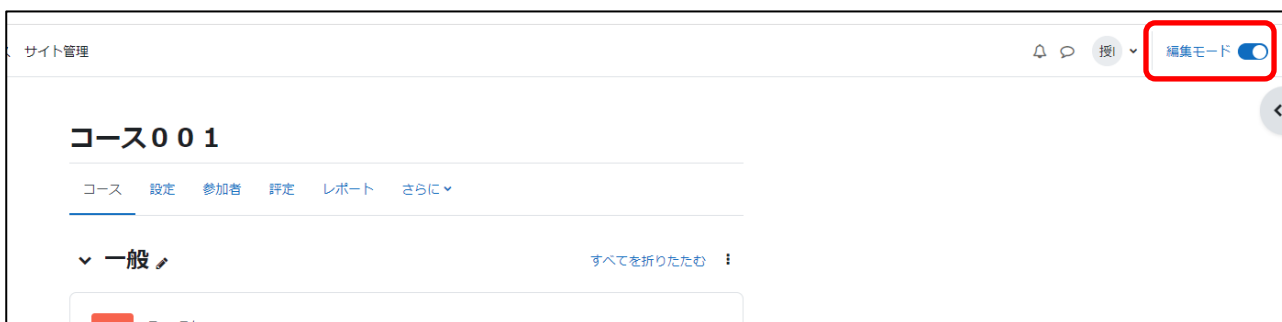 サイト管理
授I
編集モード
コース００１
コース 設定 参加者 評定 レポート さらに
一般
すべてを折りたたむ